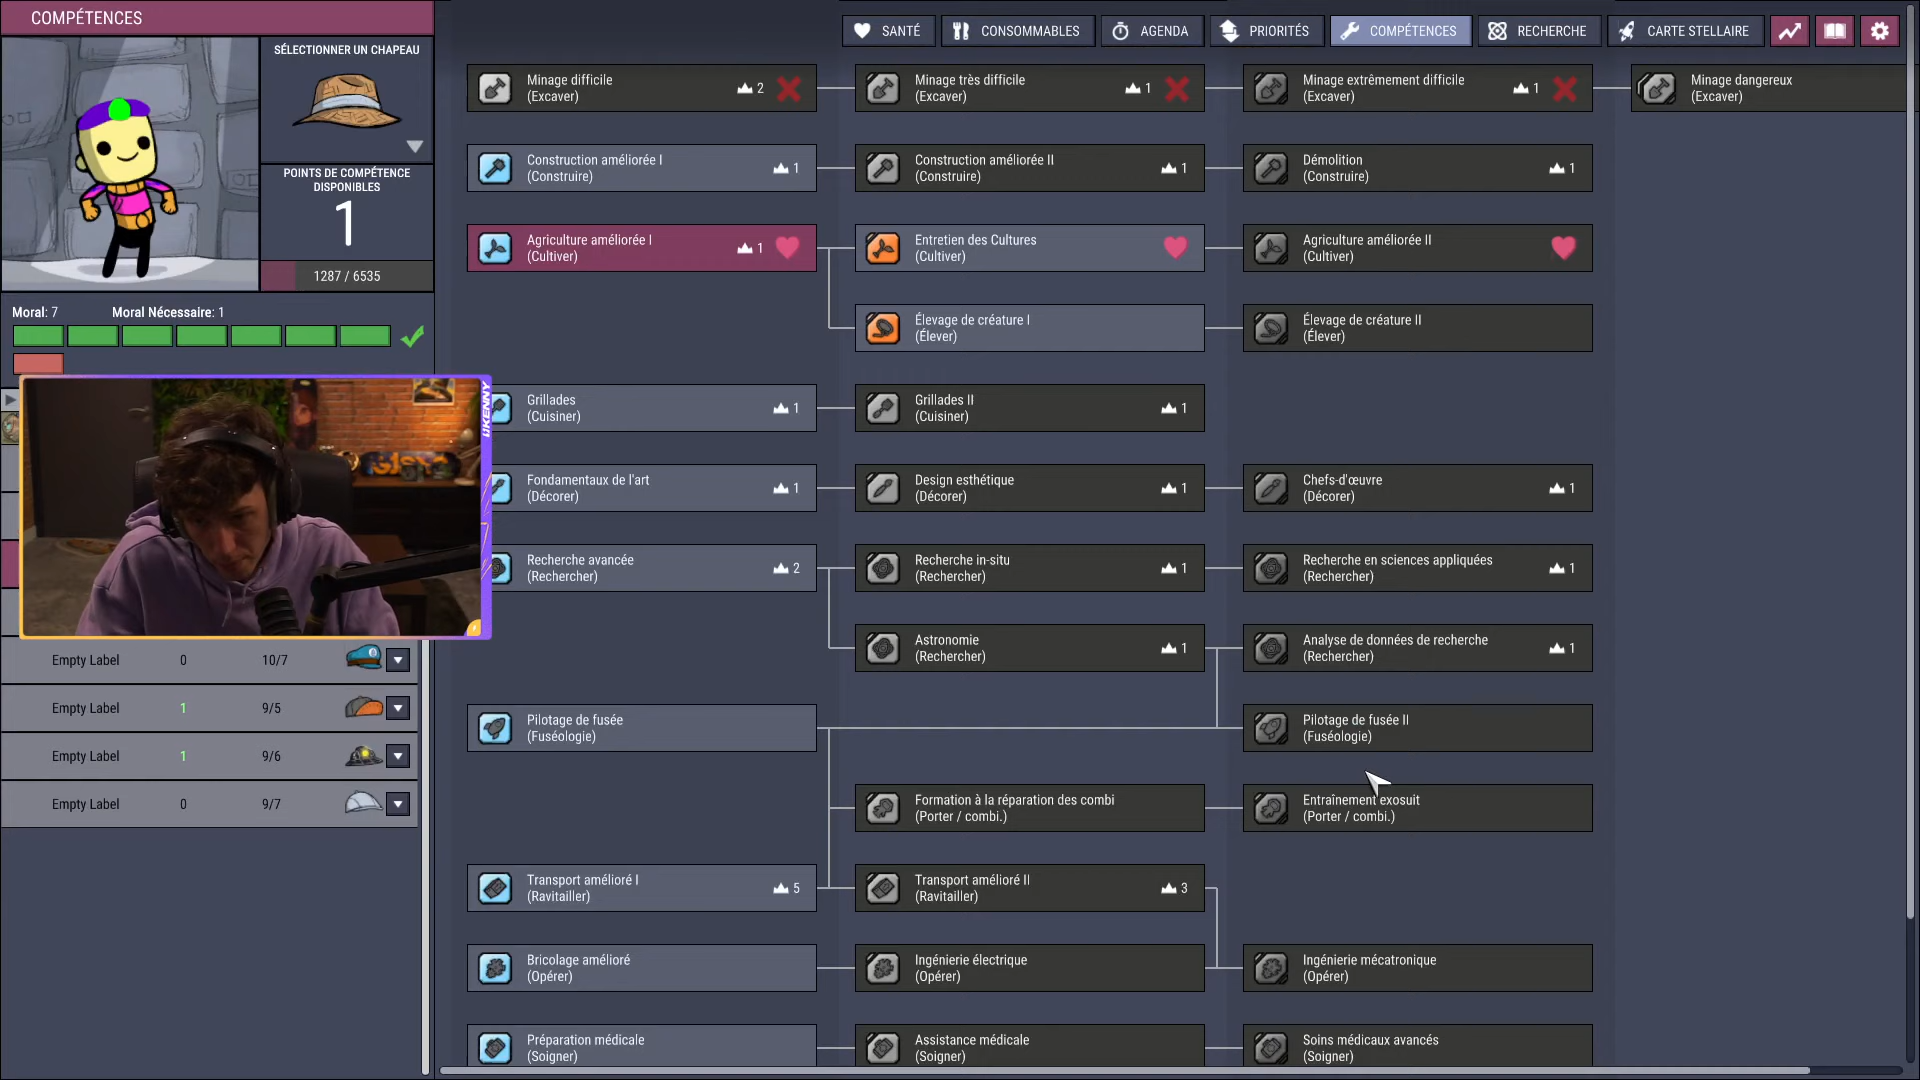 COMPÉTENCES
SANTÉ
CONSOMMABLES
AGENDA
PRIORITÉS
COMPÉTENCES
RECHERCHE
CARTE STELLAIRE
SÉLECTIONNER UN CHAPEAU
POINTS DE COMPÉTENCE
DISPONIBLES
1
1287 / 6535
Moral: 7
Moral Nécessaire: 1
Minage difficile
(Excaver)
2
Minage très difficile
(Excaver)
1
Minage extrêmement difficile
(Excaver)
1
Minage dangereux
(Excaver)
Construction améliorée I
(Construire)
1
Construction améliorée II
(Construire)
1
Démolition
(Construire)
1
Agriculture améliorée I
(Cultiver)
1
Entretien des Cultures
(Cultiver)
Agriculture améliorée II
(Cultiver)
Élevage de créature I
(Élever)
Élevage de créature II
(Élever)
Grillades
(Cuisiner)
1
Grillades II
(Cuisiner)
1
Fondamentaux de l'art
(Décorer)
1
Design esthétique
(Décorer)
1
Chefs-d'œuvre
(Décorer)
1
Recherche avancée
(Rechercher)
2
Recherche in-situ
(Rechercher)
1
Recherche en sciences appliquées
(Rechercher)
1
Astronomie
(Rechercher)
1
Analyse de données de recherche
(Rechercher)
1
Pilotage de fusée
(Fuséologie)
Pilotage de fusée II
(Fuséologie)
Formation à la réparation des combi
(Porter / combi.)
Entraînement exosuit
(Porter / combi.)
Transport amélioré I
(Ravitailler)
5
Transport amélioré II
(Ravitailler)
3
Bricolage amélioré
(Opérer)
Ingénierie électrique
(Opérer)
Ingénierie mécatronique
(Opérer)
Préparation médicale
(Soigner)
Assistance médicale
(Soigner)
Soins médicaux avancés
(Soigner)
Empty Label 0 10/7
Empty Label 1 9/5
Empty Label 1 9/6
Empty Label 0 9/7